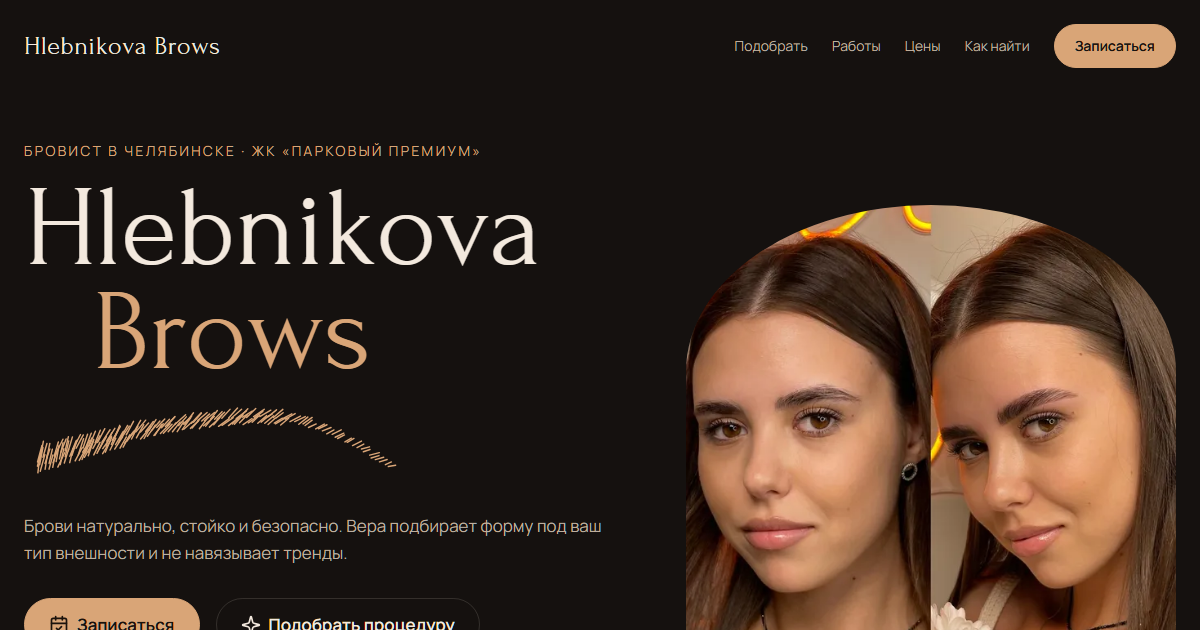 Hlebnikova Brows
Подобрать
Работы
Цены
Как найти
Записаться
БРОВИСТ В ЧЕЛЯБИНСКЕ · ЖК «ПАРКОВЫЙ ПРЕМИУМ»
Hlebnikova
Brows
Брови натурально, стойко и безопасно. Вера подбирает форму под ваш
тип внешности и не навязывает тренды.
Записаться
Подобрать процедуру